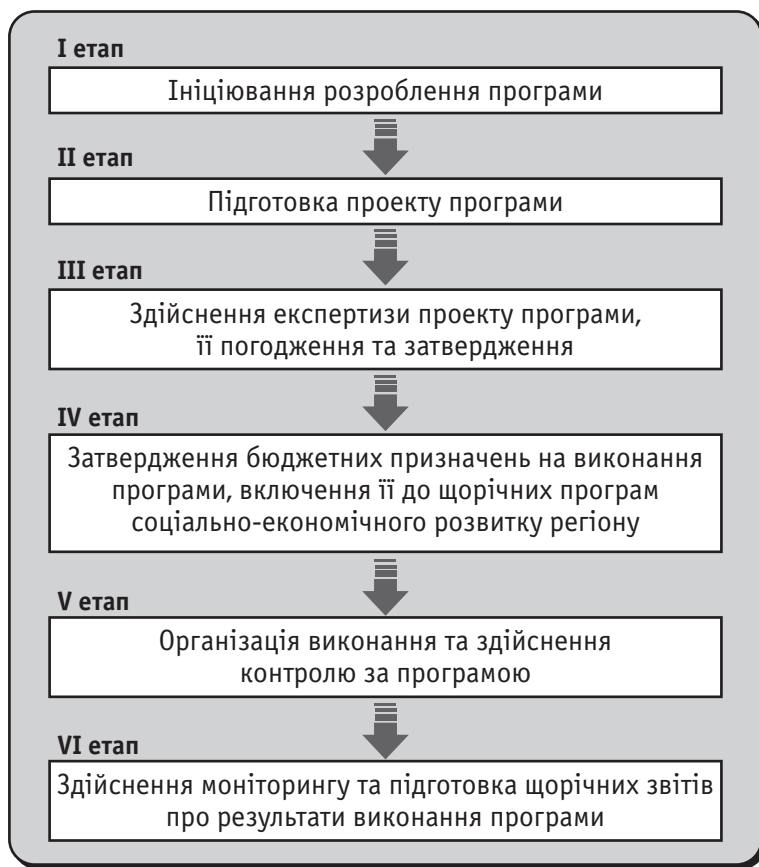 I етап
Ініціювання розроблення програми
II етап
Підготовка проекту програми
III етап
Здійснення експертизи проекту програми,
її погодження та затвердження
IV етап
Затвердження бюджетних призначень на виконання
програми, включення її до щорічних програм
соціально-економічного розвитку регіону
V етап
Організація виконання та здійснення
контролю за програмою
VI етап
Здійснення моніторингу та підготовка щорічних звітів
про результати виконання програми